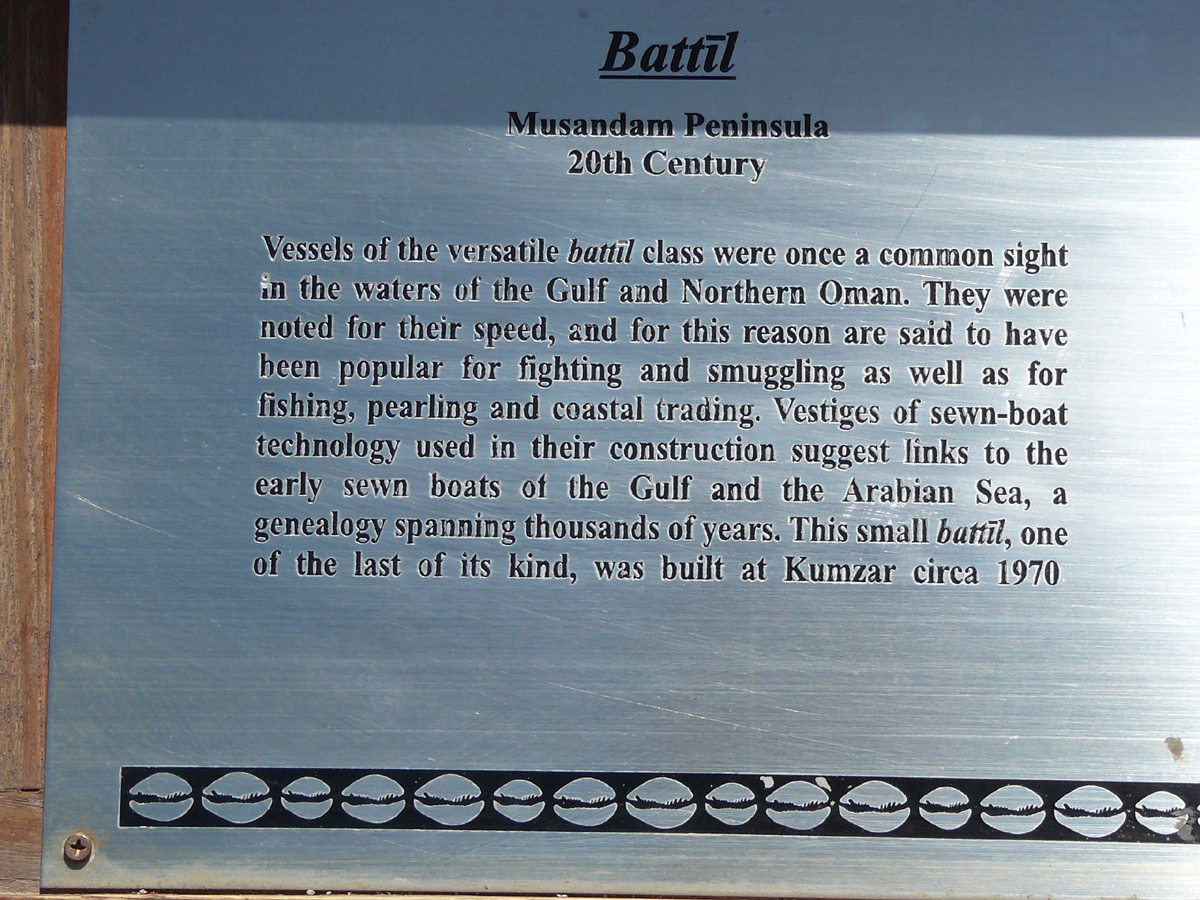 Battīl
Musandam Peninsula
20th Century
Vessels of the versatile battīl class were once a common sight
in the waters of the Gulf and Northern Oman. They were
noted for their speed, and for this reason are said to have
been popular for fighting and smuggling as well as for
fishing, pearling and coastal trading. Vestiges of sewn-boat
technology used in their construction suggest links to the
early sewn boats of the Gulf and the Arabian Sea, a
genealogy spanning thousands of years. This small battīl, one
of the last of its kind, was built at Kumzar circa 1970